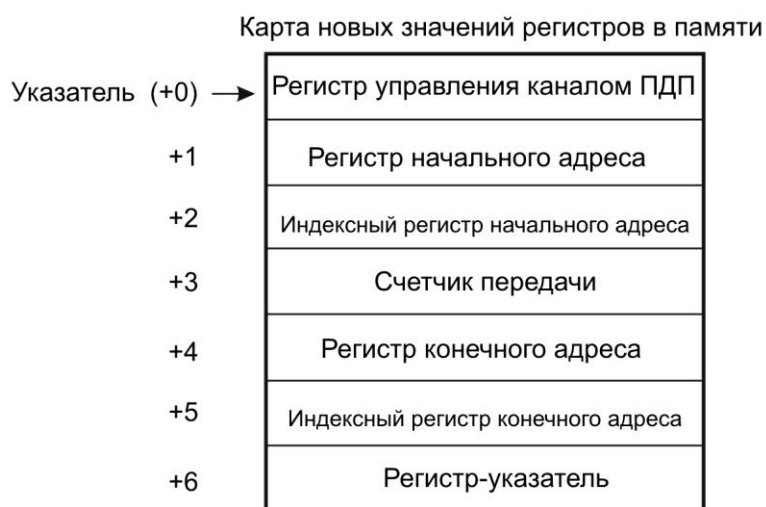 Карта новых значений регистров в памяти
Указатель (+0) → Регистр управления каналом ПДП
+1 Регистр начального адреса
+2 Индексный регистр начального адреса
+3 Счетчик передачи
+4 Регистр конечного адреса
+5 Индексный регистр конечного адреса
+6 Регистр-указатель